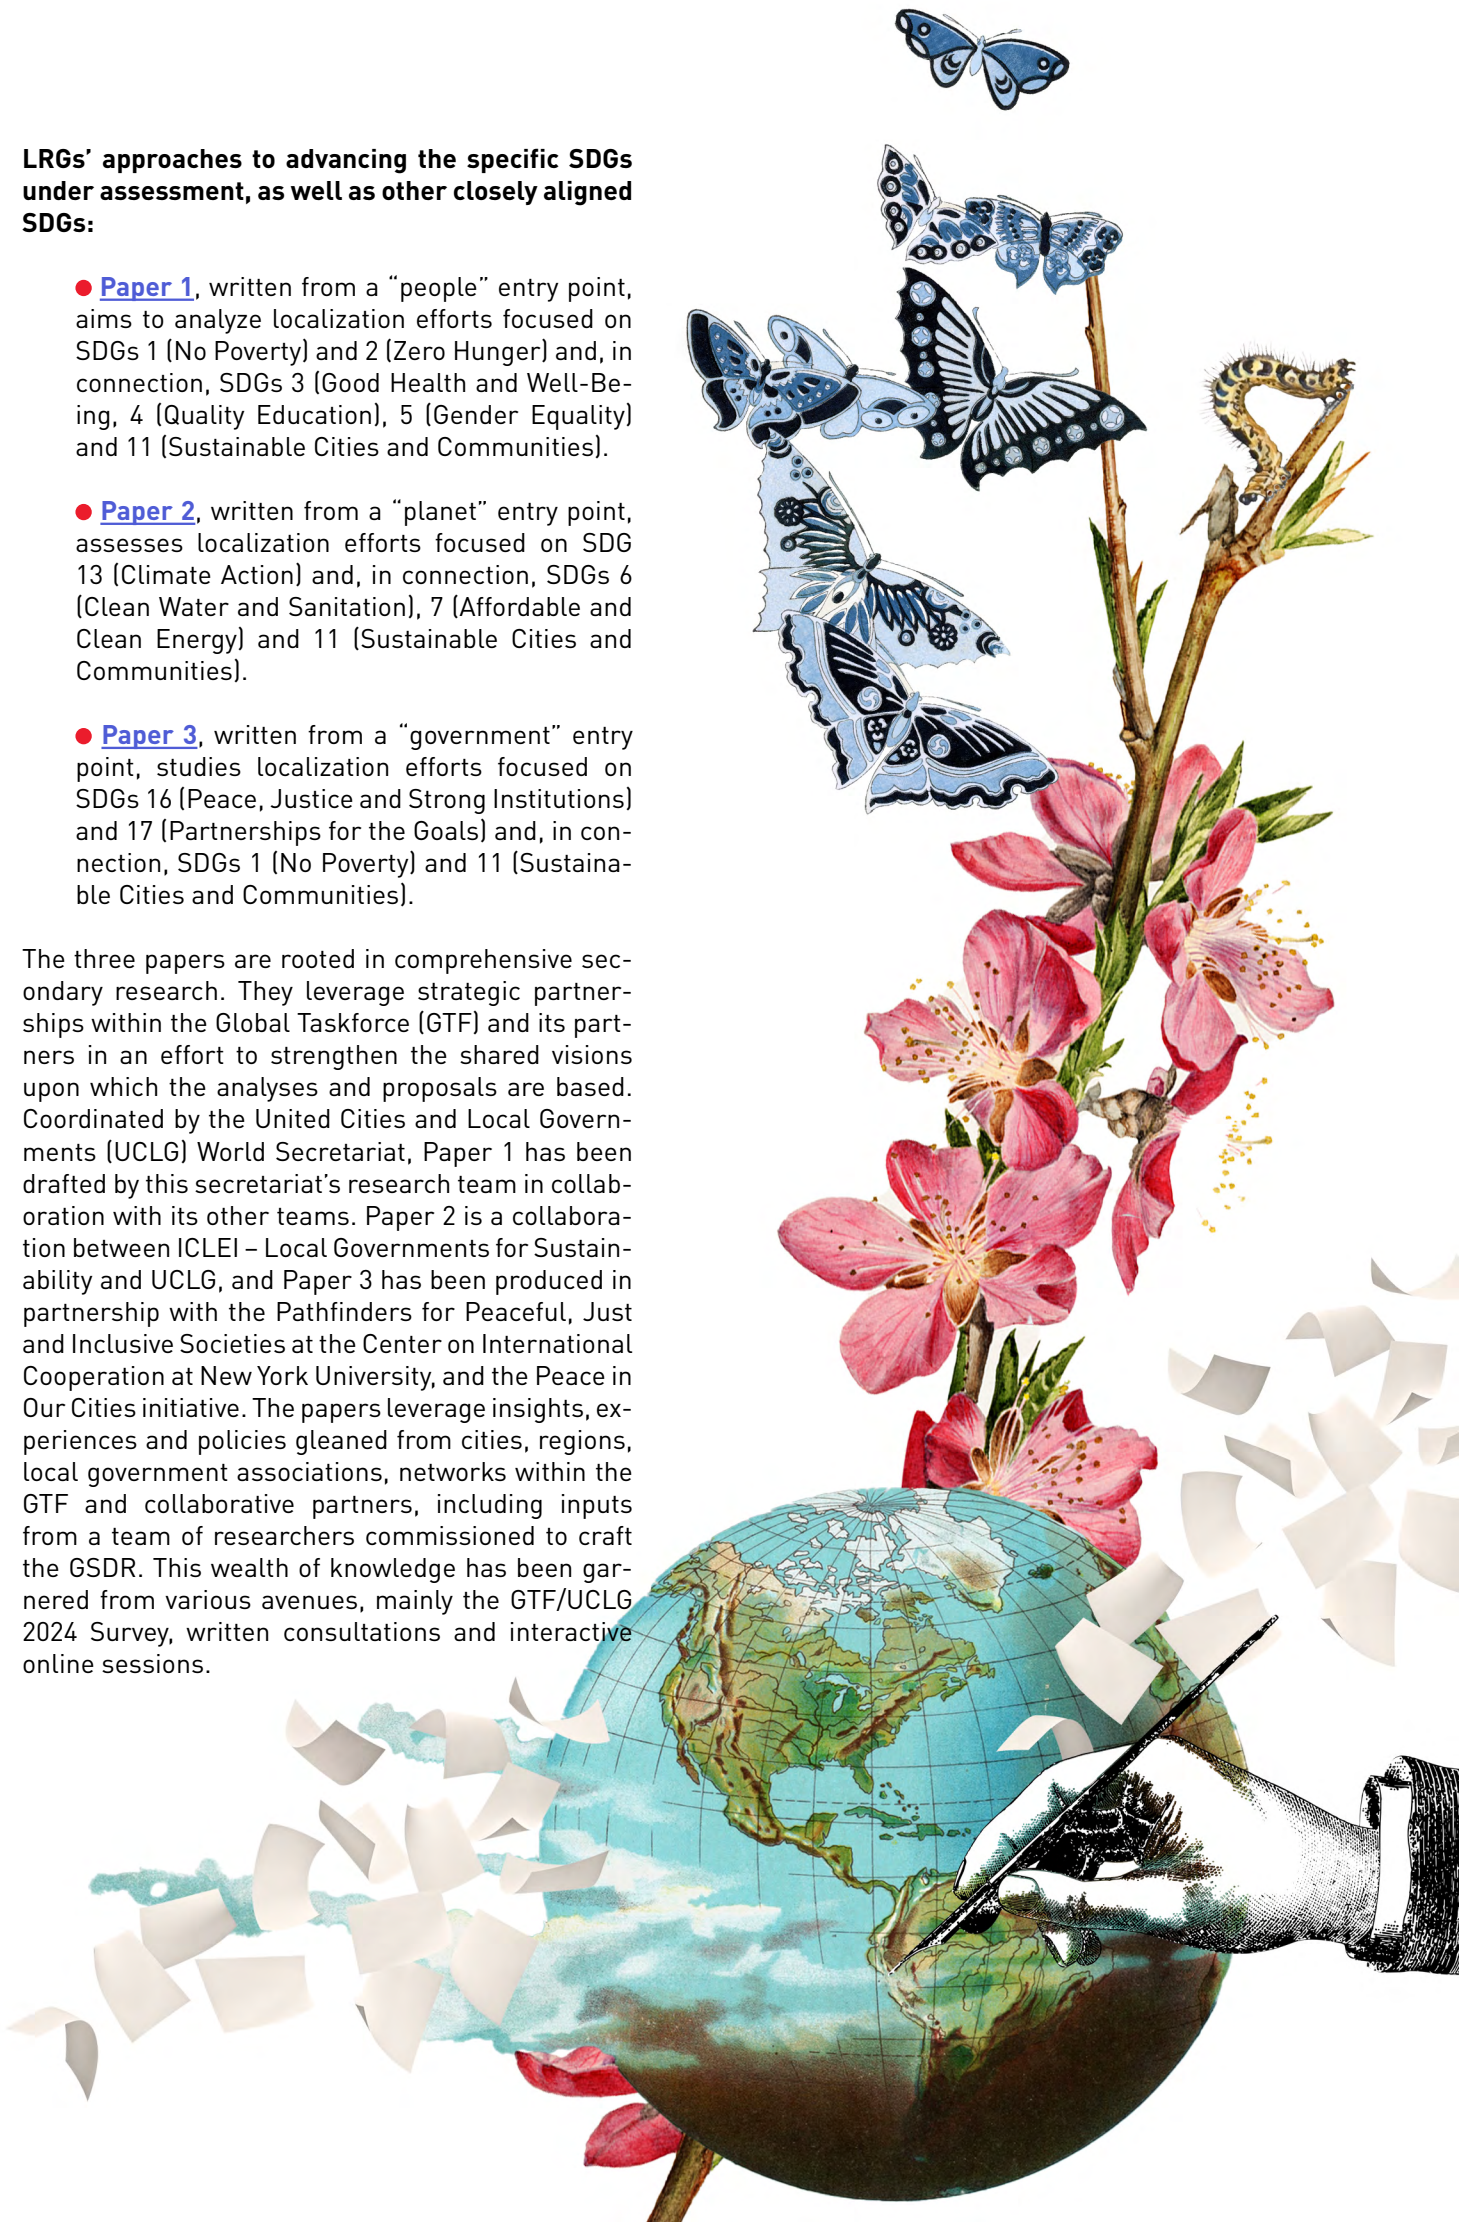 LRGs’ approaches to advancing the specific SDGs
under assessment, as well as other closely aligned
SDGs:
● Paper 1, written from a “people” entry point,
aims to analyze localization efforts focused on
SDGs 1 (No Poverty) and 2 (Zero Hunger) and, in
connection, SDGs 3 (Good Health and Well-Be-
ing, 4 (Quality Education), 5 (Gender Equality)
and 11 (Sustainable Cities and Communities).
● Paper 2, written from a “planet” entry point,
assesses localization efforts focused on SDG
13 (Climate Action) and, in connection, SDGs 6
(Clean Water and Sanitation), 7 (Affordable and
Clean Energy) and 11 (Sustainable Cities and
Communities).
● Paper 3, written from a “government” entry
point, studies localization efforts focused on
SDGs 16 (Peace, Justice and Strong Institutions)
and 17 (Partnerships for the Goals) and, in con-
nection, SDGs 1 (No Poverty) and 11 (Sustaina-
ble Cities and Communities).
The three papers are rooted in comprehensive sec-
ondary research. They leverage strategic partner-
ships within the Global Taskforce (GTF) and its part-
ners in an effort to strengthen the shared visions
upon which the analyses and proposals are based.
Coordinated by the United Cities and Local Govern-
ments (UCLG) World Secretariat, Paper 1 has been
drafted by this secretariat’s research team in collab-
oration with its other teams. Paper 2 is a collabora-
tion between ICLEI – Local Governments for Sustain-
ability and UCLG, and Paper 3 has been produced in
partnership with the Pathfinders for Peaceful, Just
and Inclusive Societies at the Center on International
Cooperation at New York University, and the Peace in
Our Cities initiative. The papers leverage insights, ex-
periences and policies gleaned from cities, regions,
local government associations, networks within the
GTF and collaborative partners, including inputs
from a team of researchers commissioned to craft
the GSDR. This wealth of knowledge has been gar-
nered from various avenues, mainly the GTF/UCLG
2024 Survey, written consultations and interactive
online sessions.